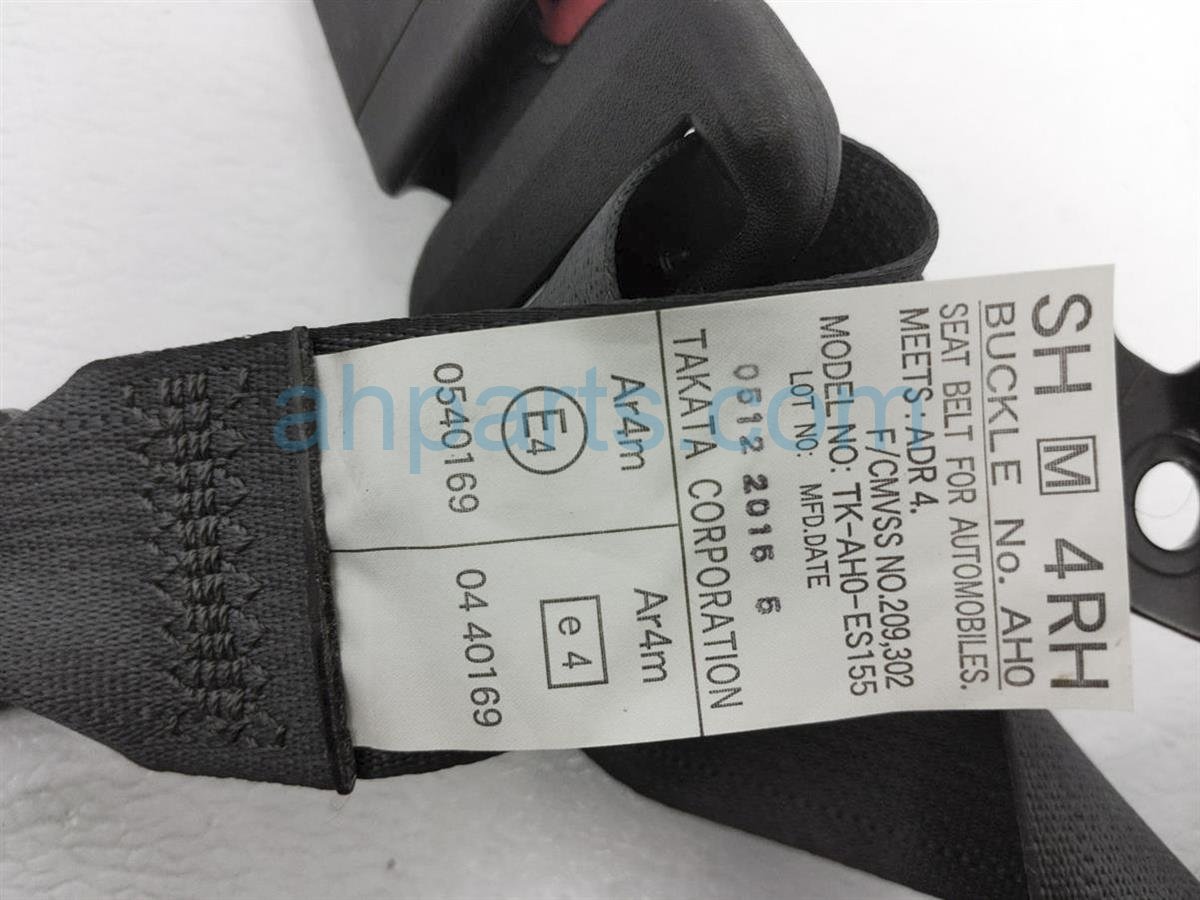 SH M 4RH
BUCKLE No. AHO
SEAT BELT FOR AUTOMOBILES.
MEETS: ADR 4.
F/CMVSS NO.209,302
MODEL NO: TK-AHO-ES155
LOT NO: MFD.DATE
0512 2015 5
TAKATA CORPORATION
Ar4m
E4
0540169
Ar4m
e 4
04 40169
ahparts.com